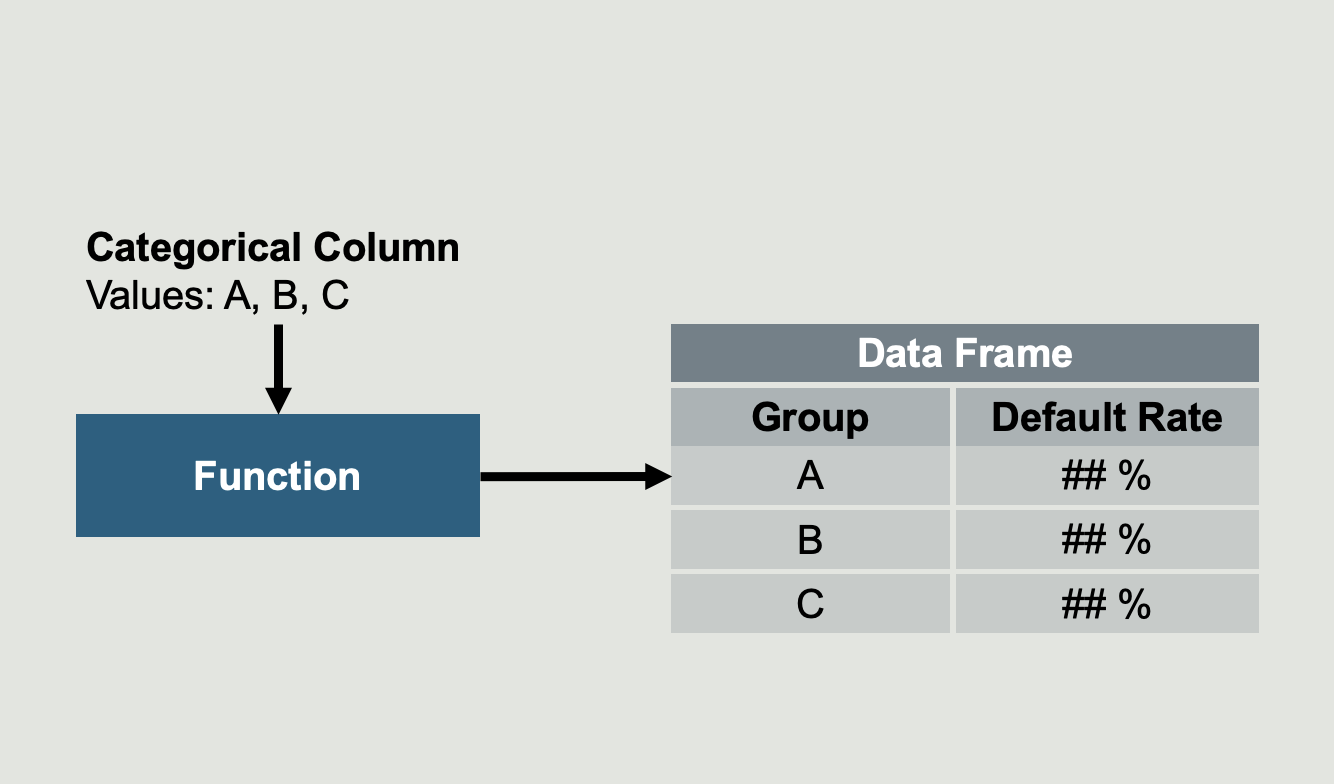 Categorical Column
Values: A, B, C
Function
Data Frame
Group Default Rate
A ## %
B ## %
C ## %